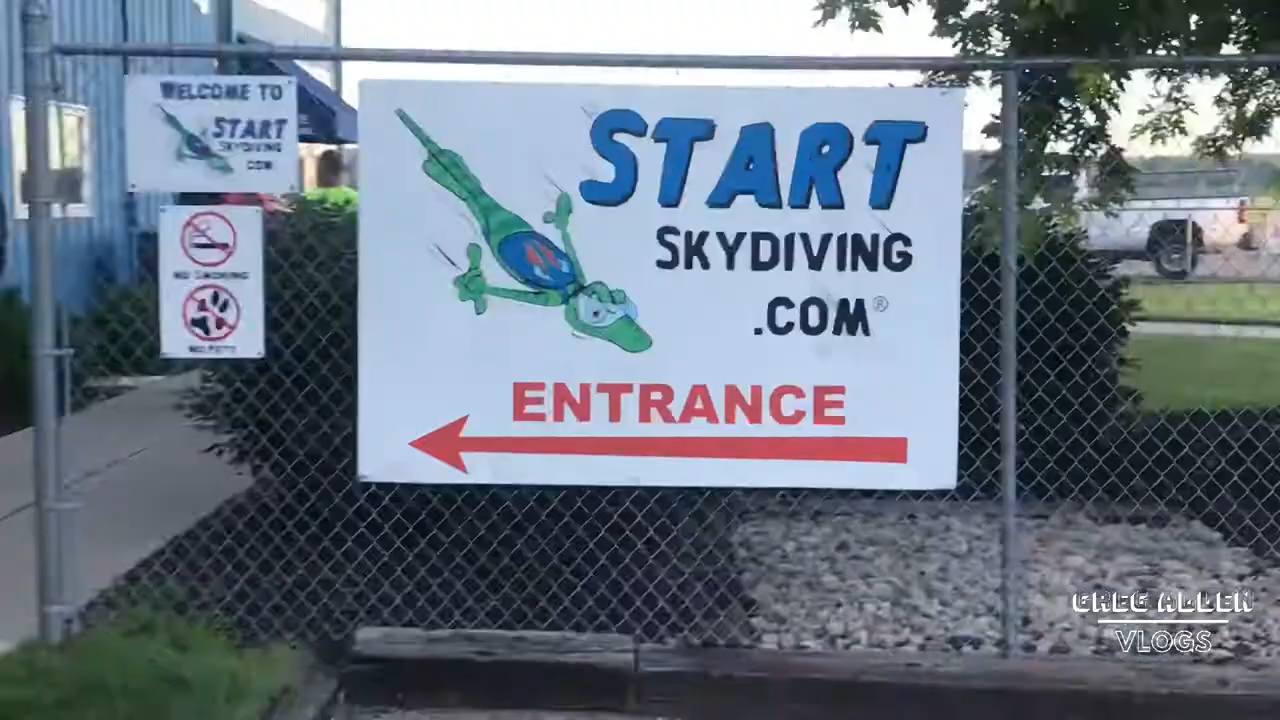 WELCOME TO
START
SKYDIVING
COM
NO SMOKING
NO PETS
START
SKYDIVING
.COM®
ENTRANCE
GREG ALLEN
VLOGS